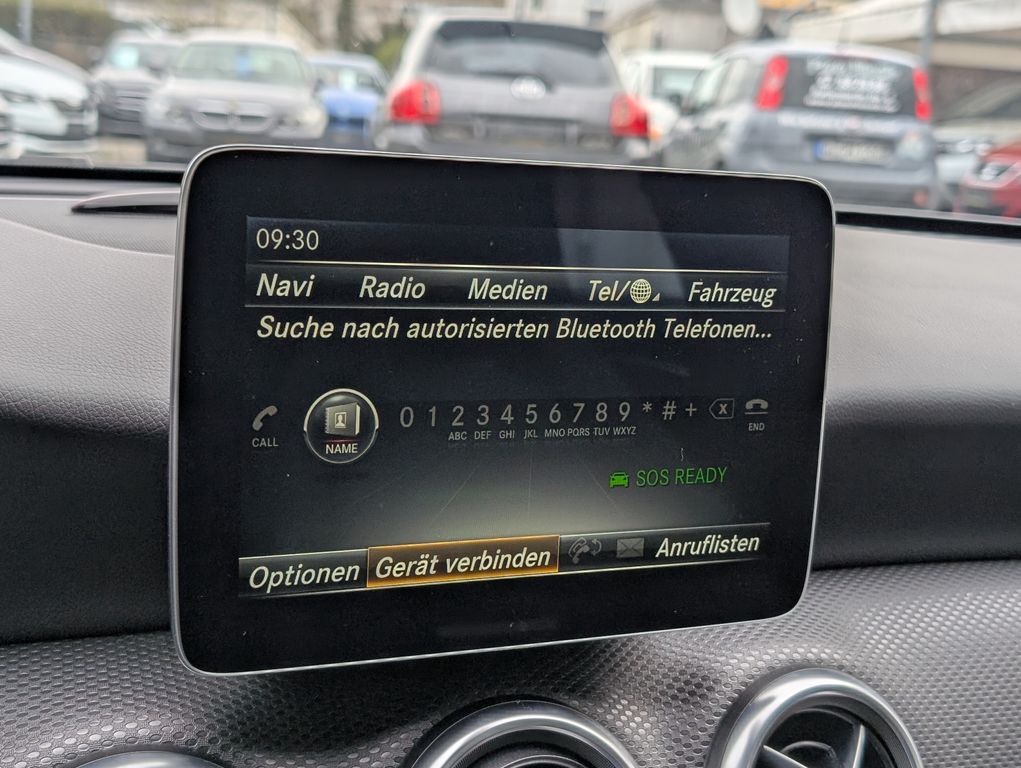 09:30
Navi Radio Medien Tel/ Fahrzeug
Suche nach autorisierten Bluetooth Telefonen...
CALL NAME 0 1 2 3 4 5 6 7 8 9 * # + X END
ABC DEF GHI JKL MNO PQRS TUV WXYZ
SOS READY
Optionen Gerät verbinden Anruflisten